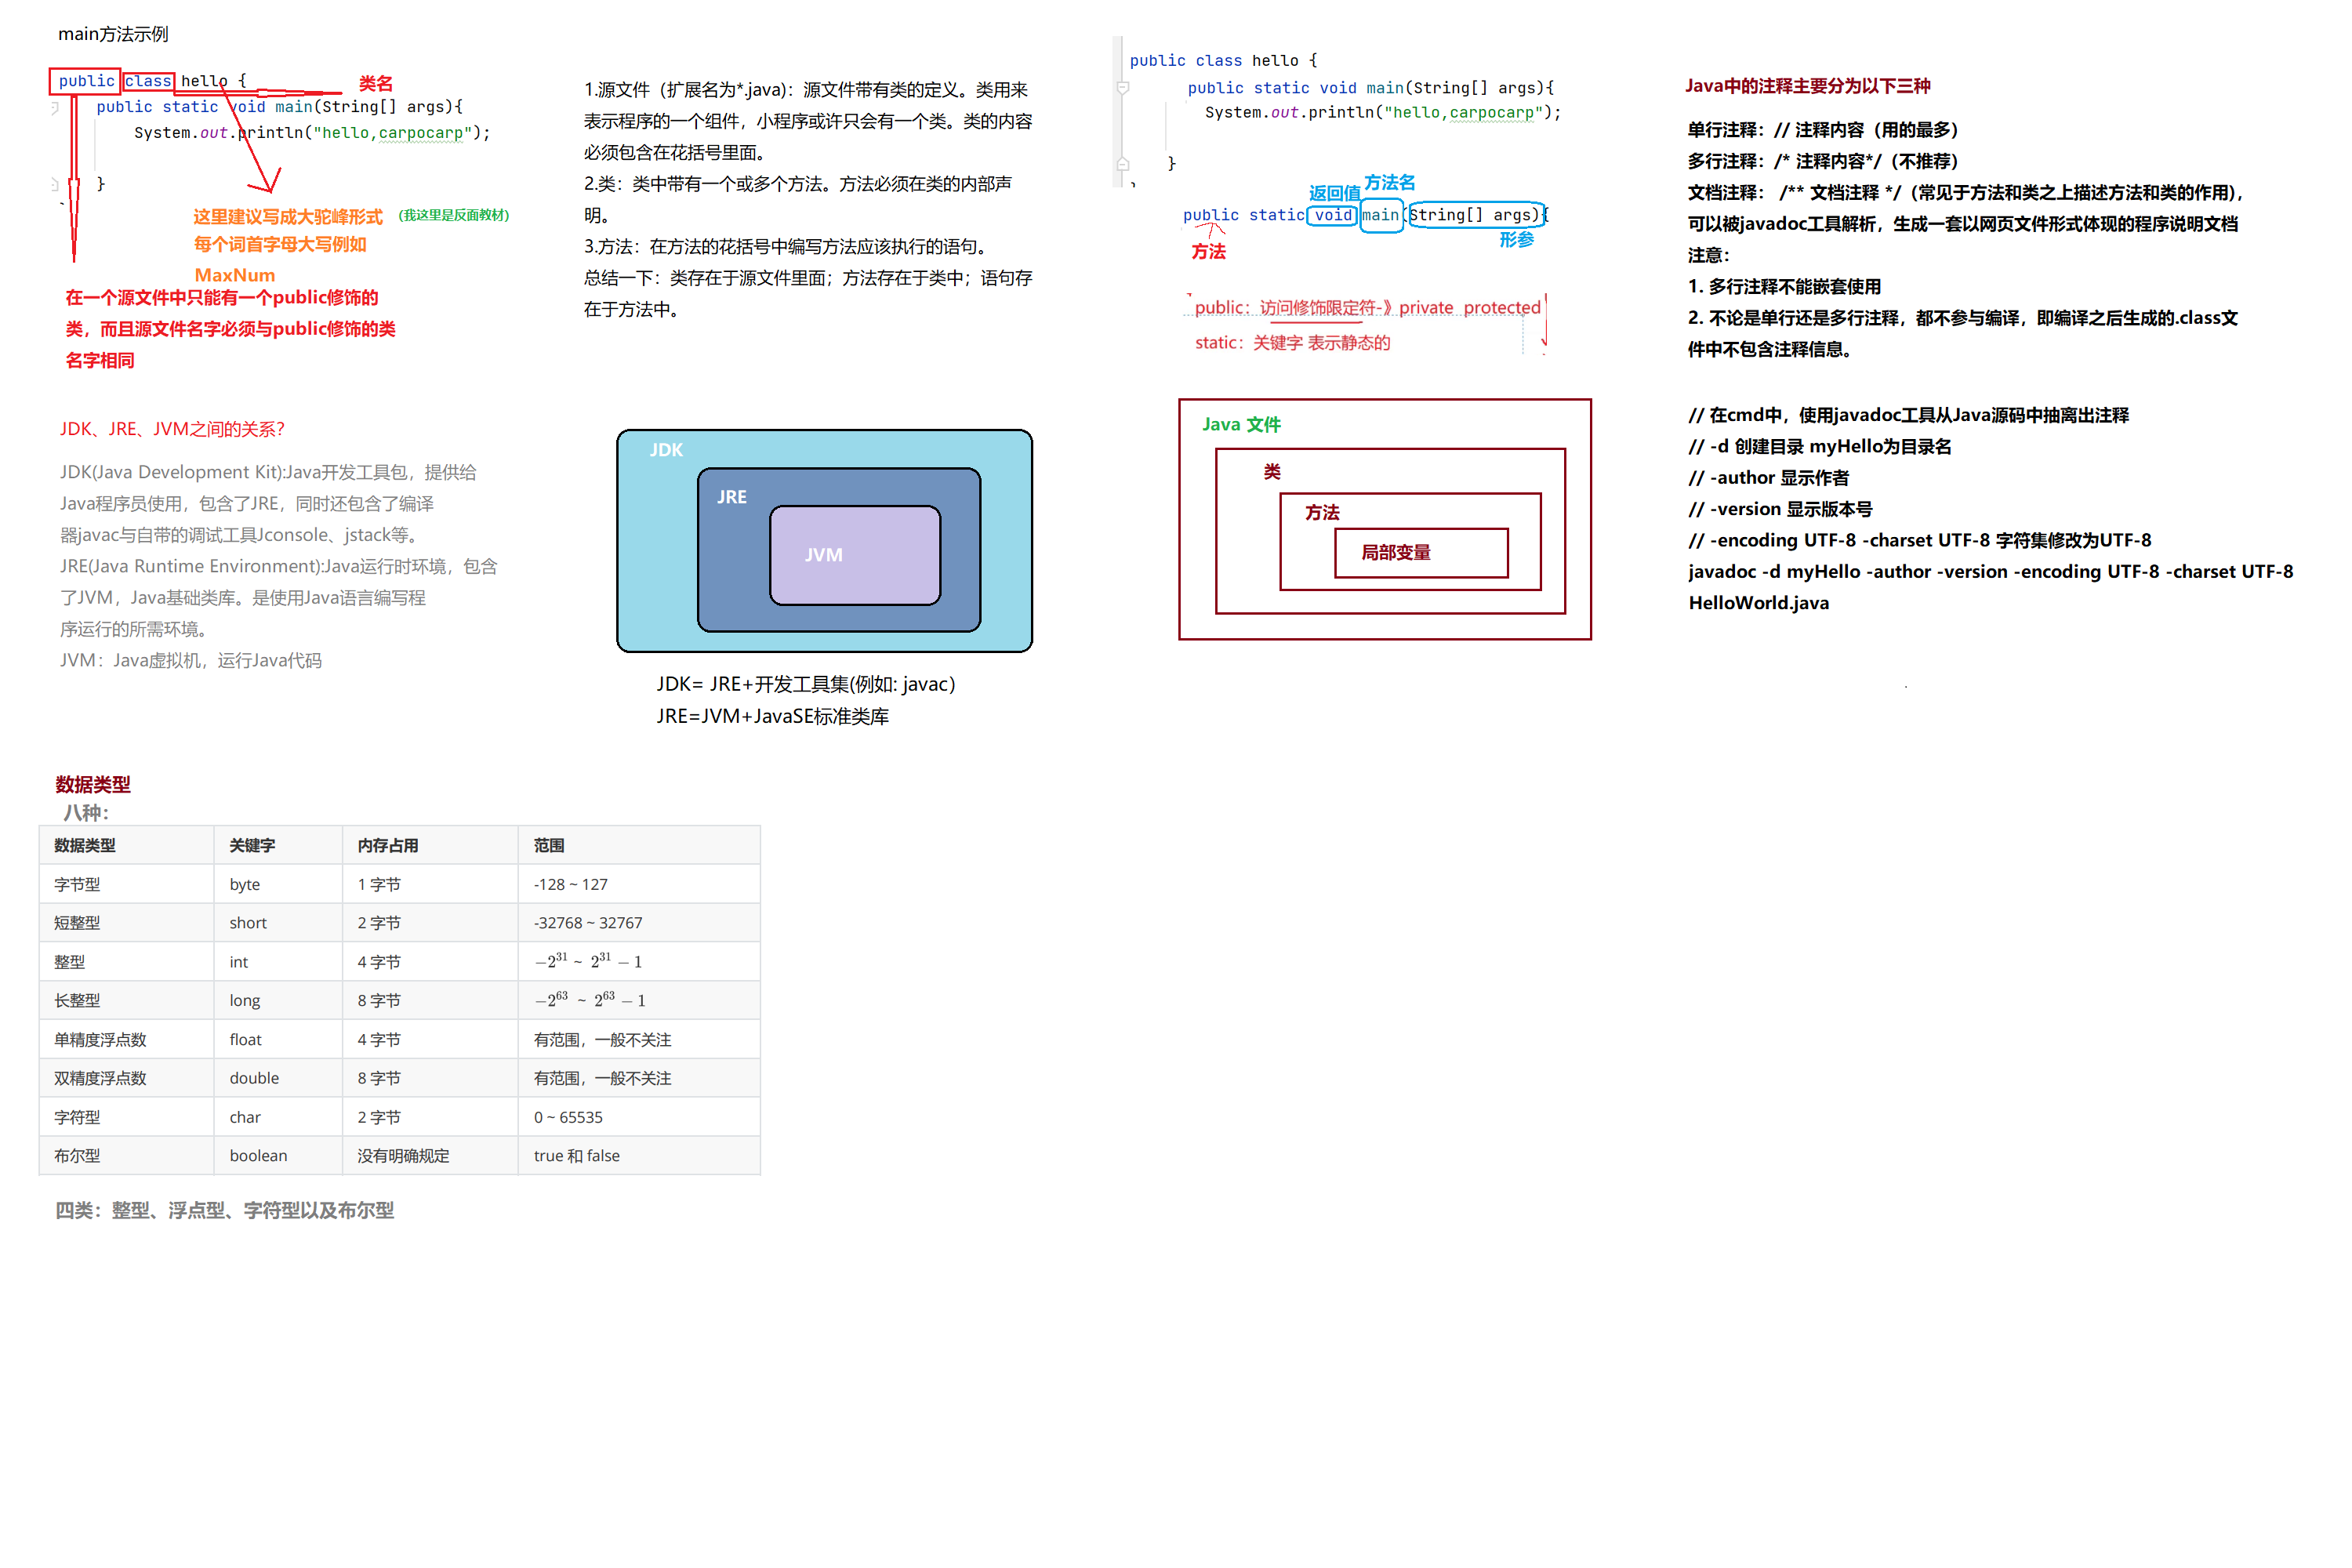 main方法示例
public class hello {
类名
public static void main(String[] args){
System.out.println("hello,carpocarp");
}
这里建议写成大驼峰形式 (我这里是反面教材)
每个词首字母大写例如
MaxNum
在一个源文件中只能有一个public修饰的
类，而且源文件名字必须与public修饰的类
名字相同
1.源文件（扩展名为*.java)：源文件带有类的定义。类用来
表示程序的一个组件，小程序或许只会有一个类。类的内容
必须包含在花括号里面。
2.类：类中带有一个或多个方法。方法必须在类的内部声
明。
3.方法：在方法的花括号中编写方法应该执行的语句。
总结一下：类存在于源文件里面；方法存在于类中；语句存
在于方法中。
public class hello {
public static void main(String[] args){
System.out.println("hello,carpocarp");
}
返回值 方法名
public static void main(String[] args){
方法
形参
public：访问修饰限定符-》private protected
static：关键字 表示静态的
Java中的注释主要分为以下三种
单行注释：// 注释内容（用的最多）
多行注释：/* 注释内容*/（不推荐）
文档注释： /** 文档注释 */（常见于方法和类之上描述方法和类的作用），
可以被javadoc工具解析，生成一套以网页文件形式体现的程序说明文档
注意：
1. 多行注释不能嵌套使用
2. 不论是单行还是多行注释，都不参与编译，即编译之后生成的.class文
件中不包含注释信息。
// 在cmd中，使用javadoc工具从Java源码中抽离出注释
// -d 创建目录 myHello为目录名
// -author 显示作者
// -version 显示版本号
// -encoding UTF-8 -charset UTF-8 字符集修改为UTF-8
javadoc -d myHello -author -version -encoding UTF-8 -charset UTF-8
HelloWorld.java
JDK、JRE、JVM之间的关系？
JDK(Java Development Kit):Java开发工具包，提供给
Java程序员使用，包含了JRE，同时还包含了编译
器javac与自带的调试工具Jconsole、jstack等。
JRE(Java Runtime Environment):Java运行时环境，包含
了JVM，Java基础类库。是使用Java语言编写程
序运行的所需环境。
JVM：Java虚拟机，运行Java代码
JDK
JRE
JVM
JDK= JRE+开发工具集(例如: javac)
JRE=JVM+JavaSE标准类库
Java 文件
类
方法
局部变量
数据类型
八种：
数据类型 关键字 内存占用 范围
字节型 byte 1 字节 -128 ~ 127
短整型 short 2 字节 -32768 ~ 32767
整型 int 4 字节 −2³¹ ~ 2³¹ − 1
长整型 long 8 字节 −2⁶³ ~ 2⁶³ − 1
单精度浮点数 float 4 字节 有范围，一般不关注
双精度浮点数 double 8 字节 有范围，一般不关注
字符型 char 2 字节 0 ~ 65535
布尔型 boolean 没有明确规定 true 和 false
四类：整型、浮点型、字符型以及布尔型